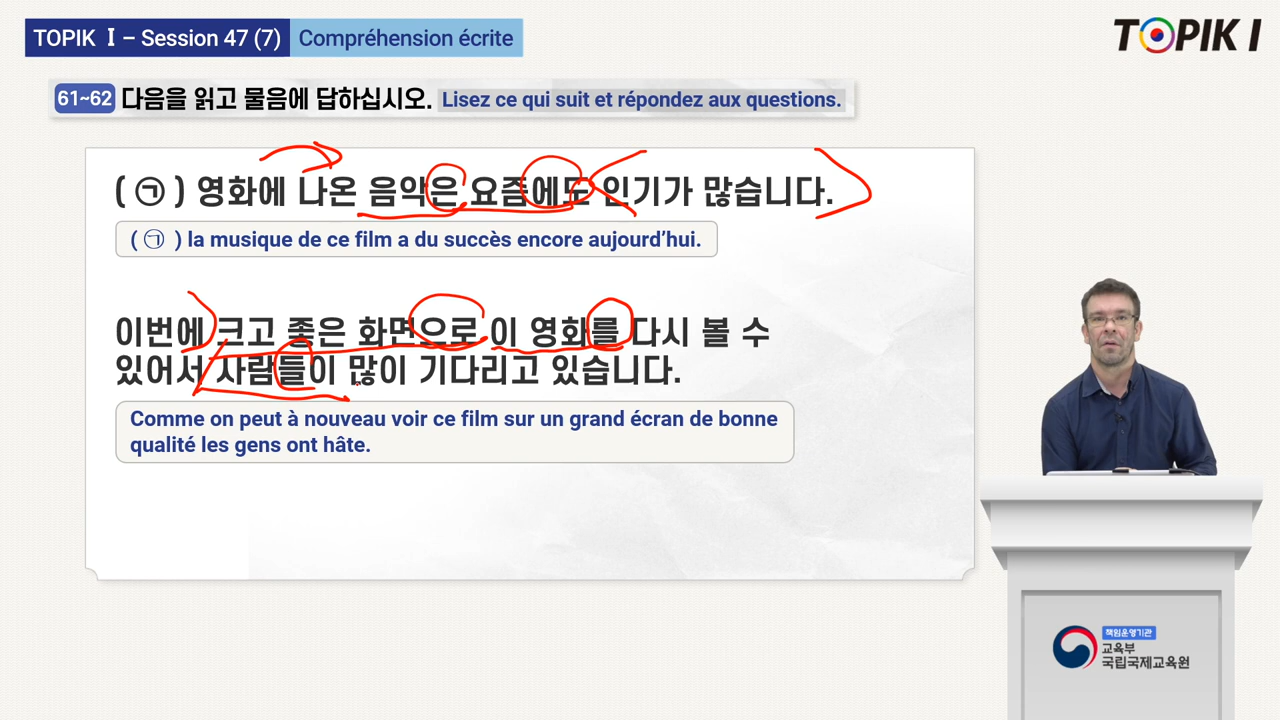 TOPIK Ⅰ – Session 47 (7) Compréhension écrite
TOPIK I
61~62 다음을 읽고 물음에 답하십시오. Lisez ce qui suit et répondez aux questions.
( ㉠ ) 영화에 나온 음악은 요즘에도 인기가 많습니다.
( ㉠ ) la musique de ce film a du succès encore aujourd’hui.
이번에 크고 좋은 화면으로 이 영화를 다시 볼 수
있어서 사람들이 많이 기다리고 있습니다.
Comme on peut à nouveau voir ce film sur un grand écran de bonne
qualité les gens ont hâte.
책임운영기관
교육부
국립국제교육원